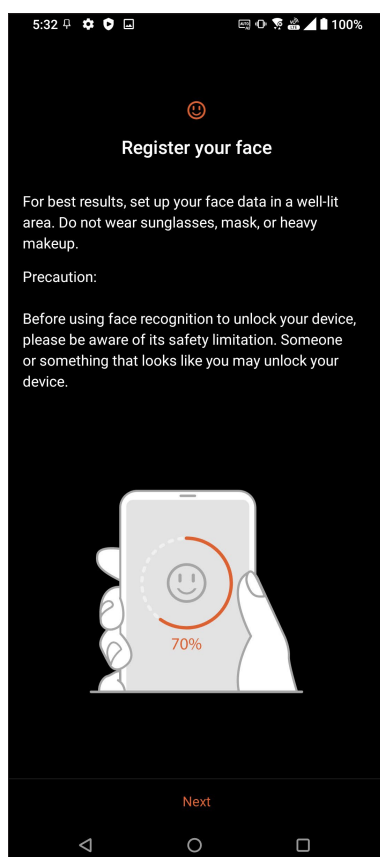 5:32 100%
Register your face
For best results, set up your face data in a well-lit
area. Do not wear sunglasses, mask, or heavy
makeup.
Precaution:
Before using face recognition to unlock your device,
please be aware of its safety limitation. Someone
or something that looks like you may unlock your
device.
70%
Next